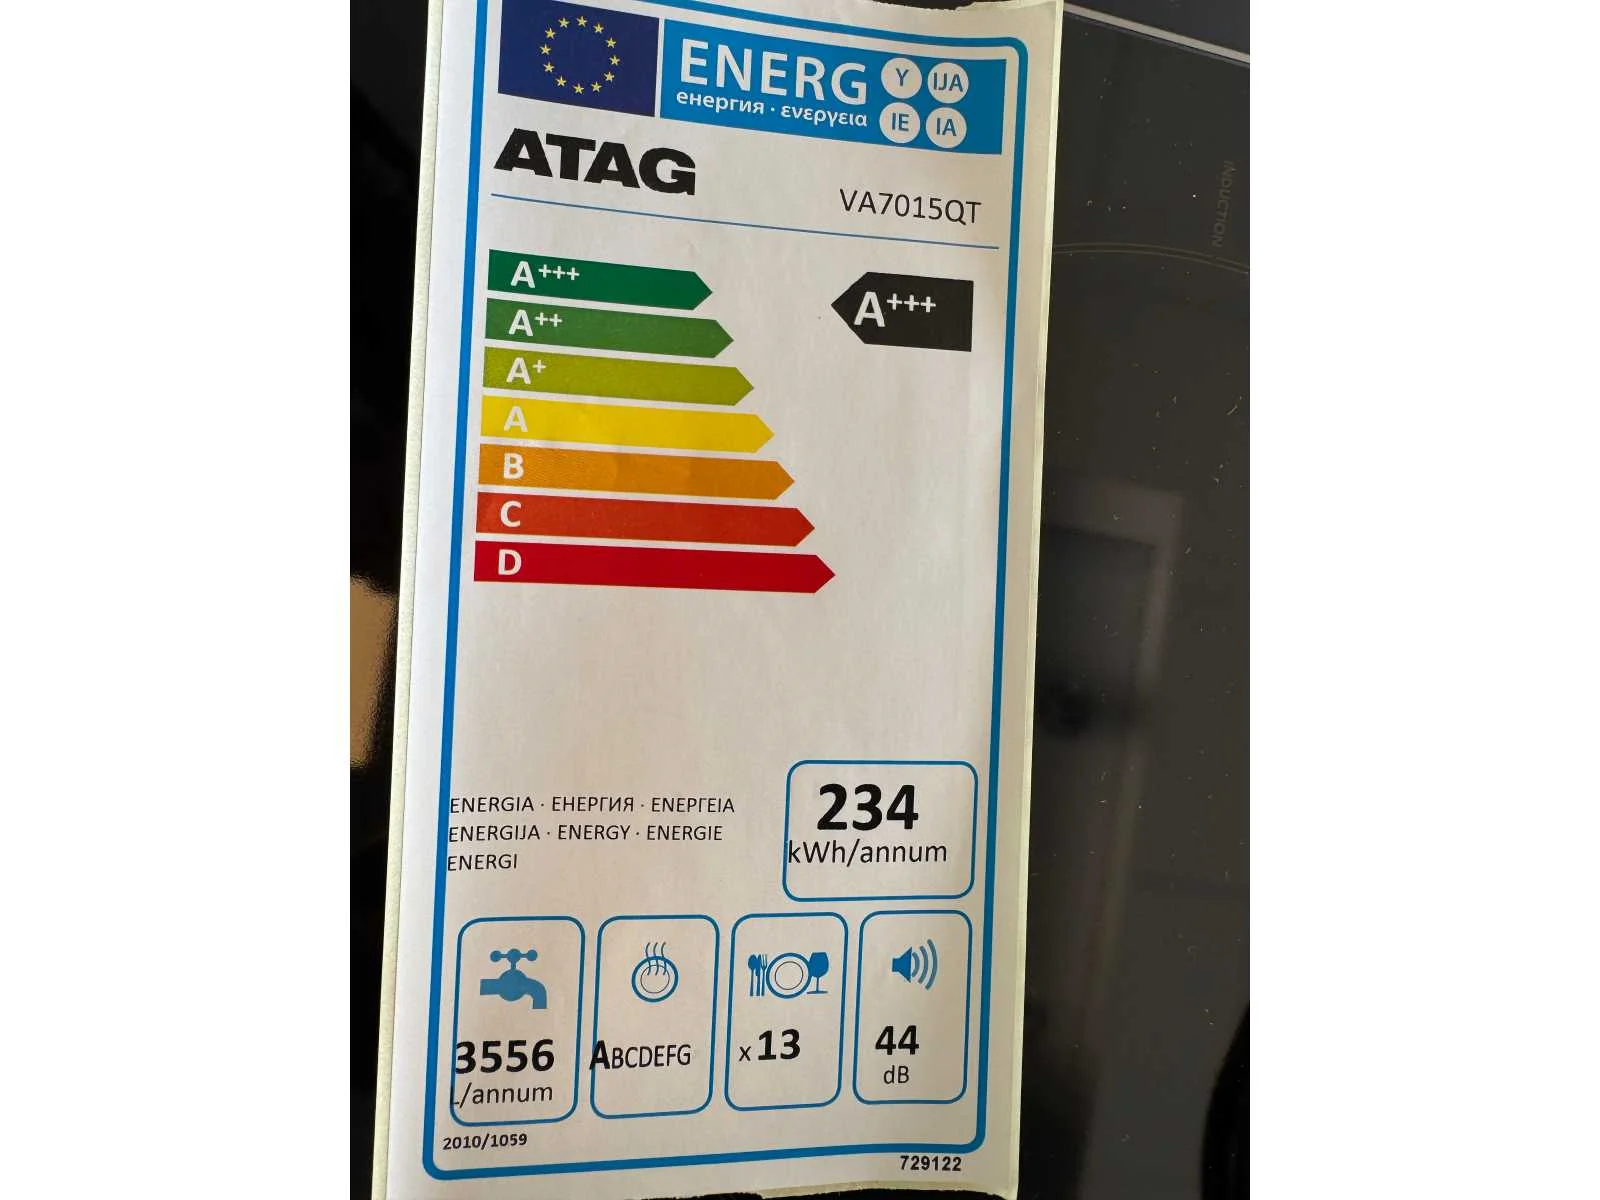 ENERG Y IJA
енергия · ενεργεια IE IA
ATAG
VA7015QT
A+++
A+++
A++
A+
A
B
C
D
234
kWh/annum
ENERGIA · ЕНЕРГИЯ · ΕΝΕΡΓΕΙΑ
ENERGIJA · ENERGY · ENERGIE
ENERGI
3556
L/annum
ABCDEFG
x 13
44
dB
2010/1059
729122
INDUCTION